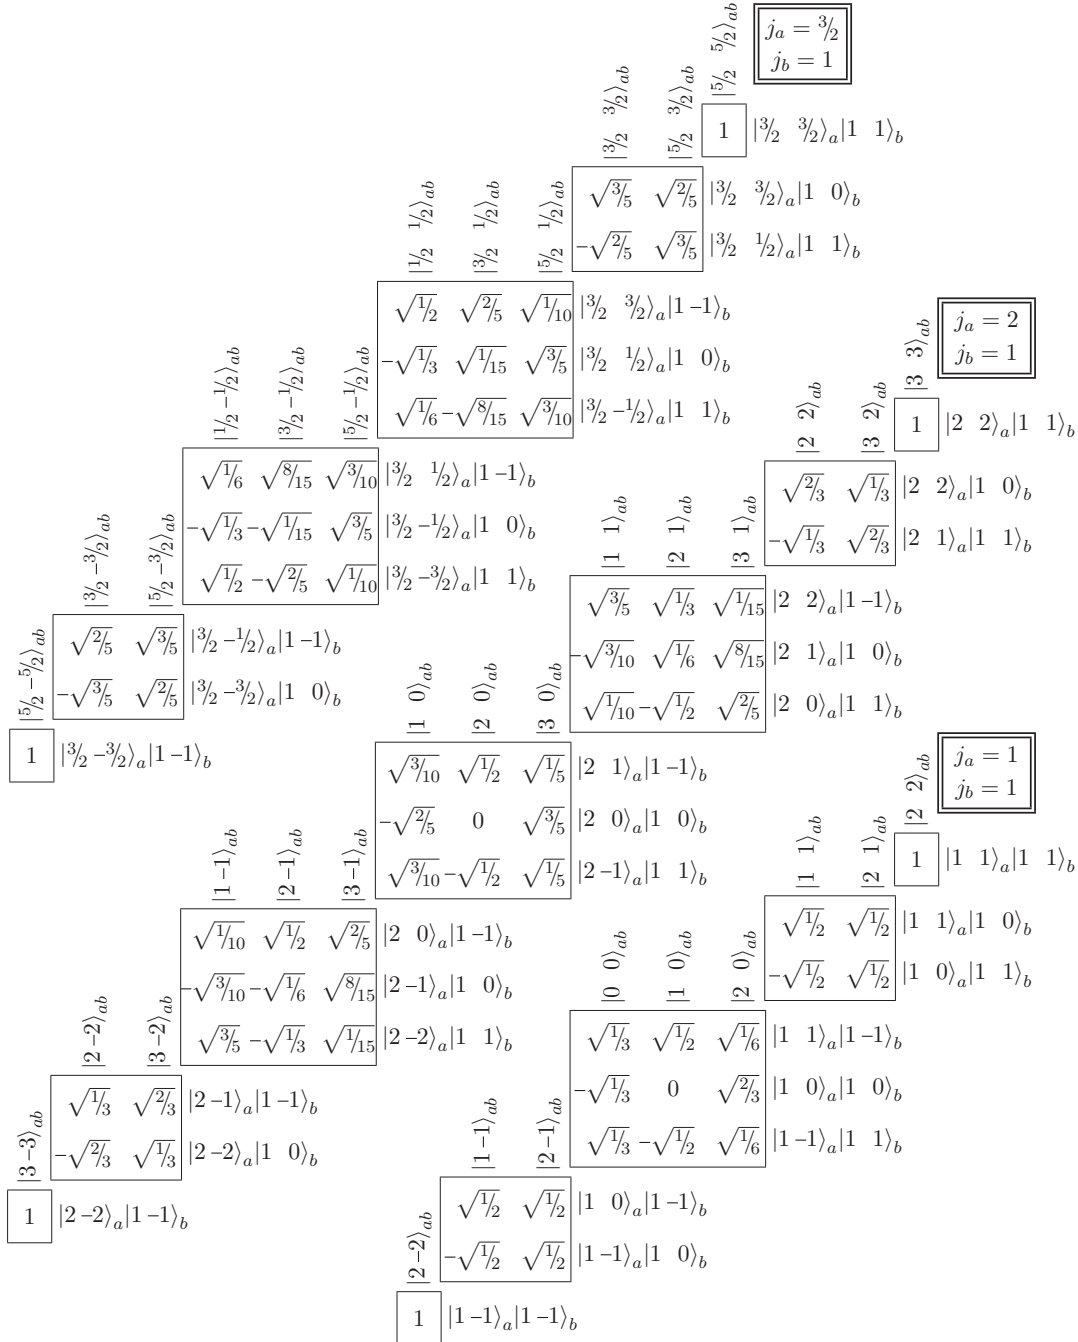 j_a = 3/2
j_b = 1
|5/2 5/2⟩_ab
1 |3/2 3/2⟩_a|1 1⟩_b
|3/2 3/2⟩_ab |5/2 3/2⟩_ab
√3/5 √2/5 |3/2 3/2⟩_a|1 0⟩_b
−√2/5 √3/5 |3/2 1/2⟩_a|1 1⟩_b
|1/2 1/2⟩_ab |3/2 1/2⟩_ab |5/2 1/2⟩_ab
√1/2 √2/5 √1/10 |3/2 3/2⟩_a|1 −1⟩_b
−√1/3 √1/15 √3/5 |3/2 1/2⟩_a|1 0⟩_b
√1/6 −√8/15 √3/10 |3/2 −1/2⟩_a|1 1⟩_b
|1/2 −1/2⟩_ab |3/2 −1/2⟩_ab |5/2 −1/2⟩_ab
√1/6 √8/15 √3/10 |3/2 1/2⟩_a|1 −1⟩_b
−√1/3 −√1/15 √3/5 |3/2 −1/2⟩_a|1 0⟩_b
√1/2 −√2/5 √1/10 |3/2 −3/2⟩_a|1 1⟩_b
|3/2 −3/2⟩_ab |5/2 −3/2⟩_ab
√2/5 √3/5 |3/2 −1/2⟩_a|1 −1⟩_b
−√3/5 √2/5 |3/2 −3/2⟩_a|1 0⟩_b
|5/2 −5/2⟩_ab
1 |3/2 −3/2⟩_a|1 −1⟩_b
j_a = 2
j_b = 1
|3 3⟩_ab
1 |2 2⟩_a|1 1⟩_b
|2 2⟩_ab |3 2⟩_ab
√2/3 √1/3 |2 2⟩_a|1 0⟩_b
−√1/3 √2/3 |2 1⟩_a|1 1⟩_b
|1 1⟩_ab |2 1⟩_ab |3 1⟩_ab
√3/5 √1/3 √1/15 |2 2⟩_a|1 −1⟩_b
−√3/10 √1/6 √8/15 |2 1⟩_a|1 0⟩_b
√1/10 −√1/2 √2/5 |2 0⟩_a|1 1⟩_b
|1 0⟩_ab |2 0⟩_ab |3 0⟩_ab
√3/10 √1/2 √1/5 |2 1⟩_a|1 −1⟩_b
−√2/5 0 √3/5 |2 0⟩_a|1 0⟩_b
√3/10 −√1/2 √1/5 |2 −1⟩_a|1 1⟩_b
|1 −1⟩_ab |2 −1⟩_ab |3 −1⟩_ab
√1/10 √1/2 √2/5 |2 0⟩_a|1 −1⟩_b
−√3/10 −√1/6 √8/15 |2 −1⟩_a|1 0⟩_b
√3/5 −√1/3 √1/15 |2 −2⟩_a|1 1⟩_b
|2 −2⟩_ab |3 −2⟩_ab
√1/3 √2/3 |2 −1⟩_a|1 −1⟩_b
−√2/3 √1/3 |2 −2⟩_a|1 0⟩_b
|3 −3⟩_ab
1 |2 −2⟩_a|1 −1⟩_b
j_a = 1
j_b = 1
|2 2⟩_ab
1 |1 1⟩_a|1 1⟩_b
|1 1⟩_ab |2 1⟩_ab
√1/2 √1/2 |1 1⟩_a|1 0⟩_b
−√1/2 √1/2 |1 0⟩_a|1 1⟩_b
|0 0⟩_ab |1 0⟩_ab |2 0⟩_ab
√1/3 √1/2 √1/6 |1 1⟩_a|1 −1⟩_b
−√1/3 0 √2/3 |1 0⟩_a|1 0⟩_b
√1/3 −√1/2 √1/6 |1 −1⟩_a|1 1⟩_b
|1 −1⟩_ab |2 −1⟩_ab
√1/2 √1/2 |1 0⟩_a|1 −1⟩_b
−√1/2 √1/2 |1 −1⟩_a|1 0⟩_b
|2 −2⟩_ab
1 |1 −1⟩_a|1 −1⟩_b